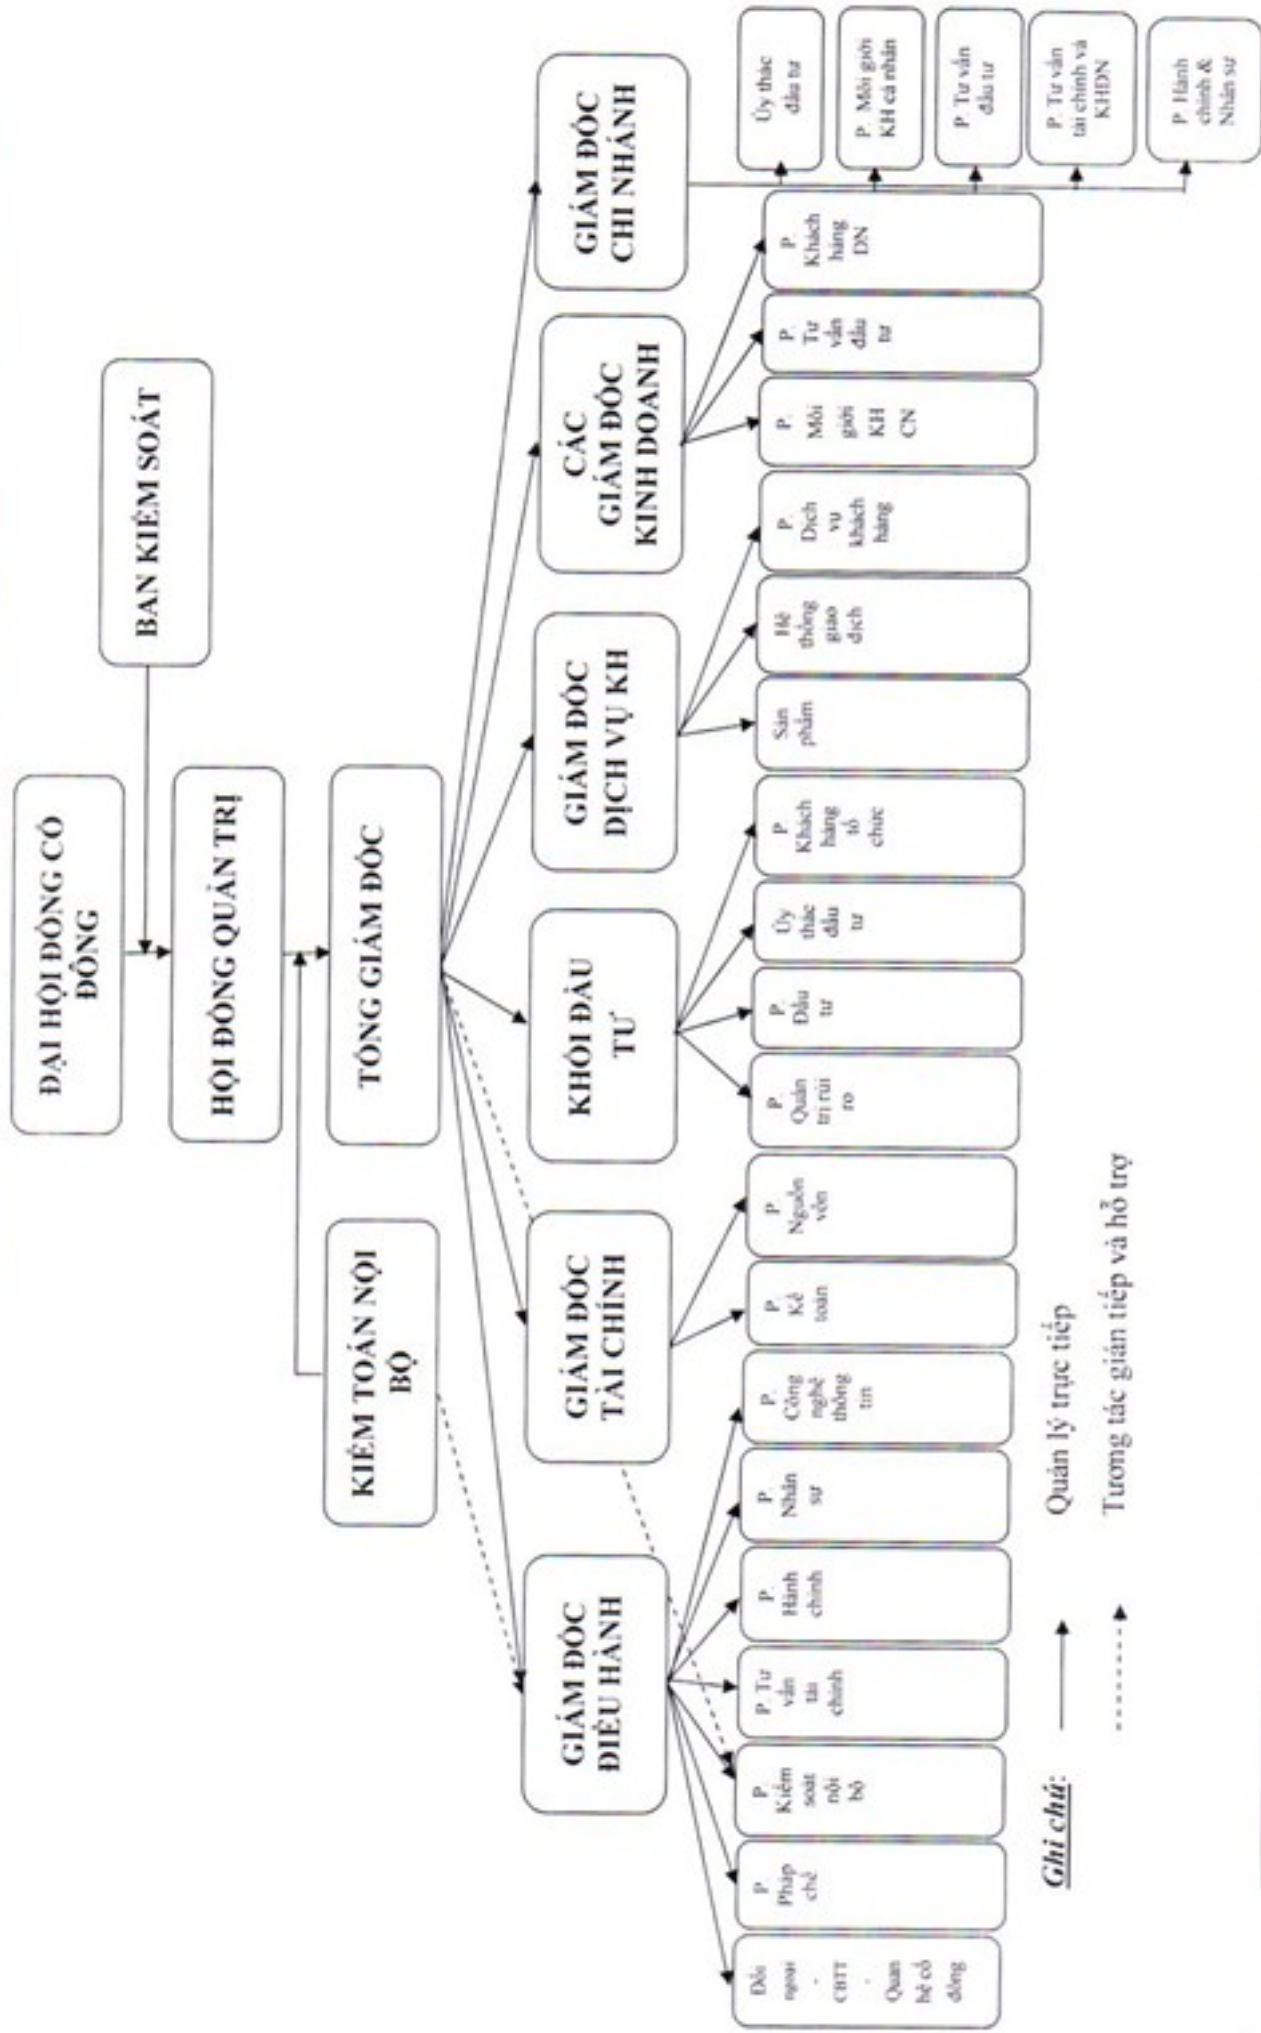 ĐẠI HỘI ĐỒNG CỔ
ĐÔNG
BAN KIỂM SOÁT
HỘI ĐỒNG QUẢN TRỊ
KIỂM TOÁN NỘI
BỘ
TỔNG GIÁM ĐỐC
GIÁM ĐỐC
ĐIỀU HÀNH
GIÁM ĐỐC
TÀI CHÍNH
KHỐI ĐẦU
TƯ
GIÁM ĐỐC
DỊCH VỤ KH
CÁC
GIÁM ĐỐC
KINH DOANH
GIÁM ĐỐC
CHI NHÁNH
Đối
ngoại
-
CBTT
-
Quan
hệ cổ
đông
P.
Pháp
chế
P.
Kiểm
soát
nội
bộ
P. Tư
vấn
tài
chính
P.
Hành
chính
P.
Nhân
sự
P.
Công
nghệ
thông
tin
P.
Kế
toán
P.
Nguồn
vốn
P.
Quản
trị rủi
ro
P.
Đầu
tư
Ủy
thác
đầu
tư
P.
Khách
hàng
tổ
chức
Sản
phẩm
Hệ
thống
giao
dịch
P.
Dịch
vụ
khách
hàng
P.
Môi
giới
KH
CN
P.
Tư
vấn
đầu
tư
P.
Khách
hàng
DN
Ủy thác
đầu tư
P. Môi giới
KH cá nhân
P. Tư vấn
đầu tư
P. Tư vấn
tài chính và
KHDN
P. Hành
chính &
Nhân sự
Ghi chú:
Quản lý trực tiếp
Tương tác gián tiếp và hỗ trợ